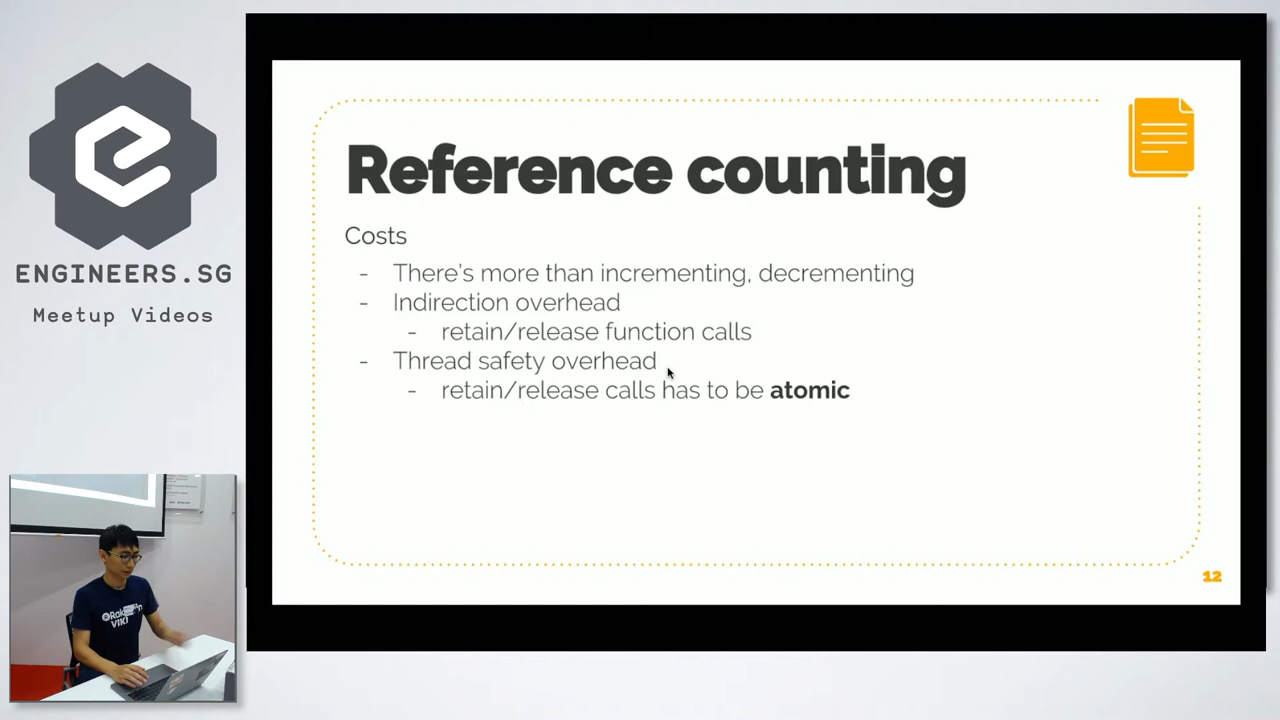 ENGINEERS.SG
Meetup Videos
Reference counting
Costs
- There's more than incrementing, decrementing
- Indirection overhead
- retain/release function calls
- Thread safety overhead
- retain/release calls has to be atomic
12
VIKI